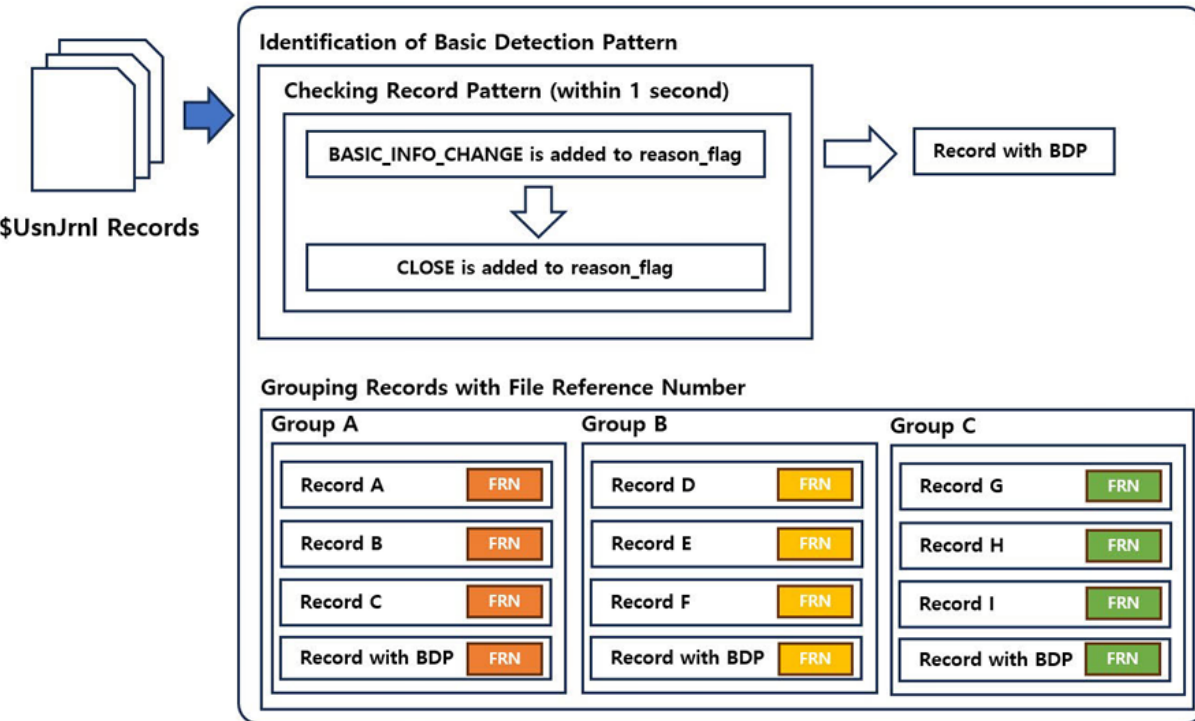 Identification of Basic Detection Pattern
Checking Record Pattern (within 1 second)
BASIC_INFO_CHANGE is added to reason_flag
CLOSE is added to reason_flag
Record with BDP
$UsnJrnl Records
Grouping Records with File Reference Number
Group A
Record A FRN
Record B FRN
Record C FRN
Record with BDP FRN
Group B
Record D FRN
Record E FRN
Record F FRN
Record with BDP FRN
Group C
Record G FRN
Record H FRN
Record I FRN
Record with BDP FRN